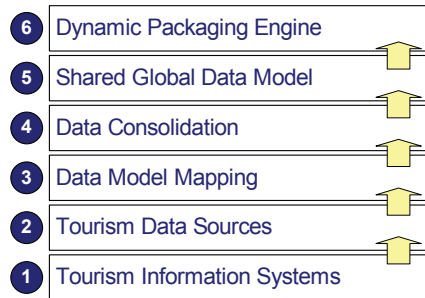 6 Dynamic Packaging Engine
5 Shared Global Data Model
4 Data Consolidation
3 Data Model Mapping
2 Tourism Data Sources
1 Tourism Information Systems